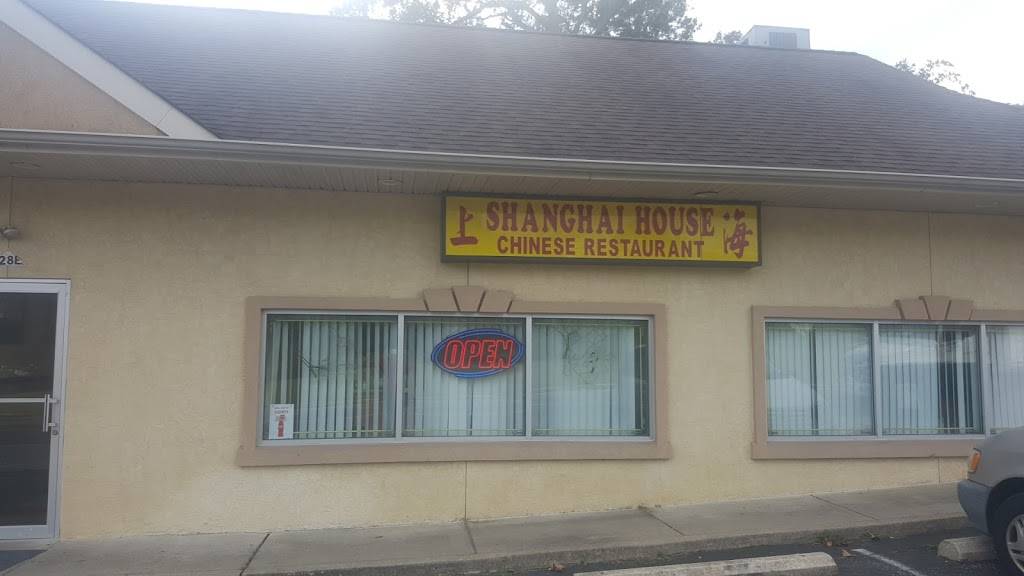 上 SHANGHAI HOUSE 海
CHINESE RESTAURANT
OPEN